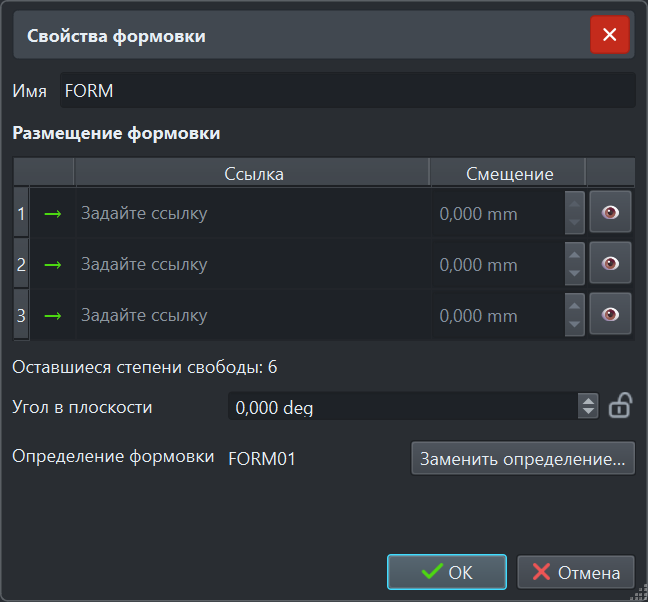 Свойства формовки
Имя FORM
Размещение формовки
Ссылка Смещение
1 → Задайте ссылку 0,000 mm
2 → Задайте ссылку 0,000 mm
3 → Задайте ссылку 0,000 mm
Оставшиеся степени свободы: 6
Угол в плоскости 0,000 deg
Определение формовки FORM01 Заменить определение...
OK Отмена